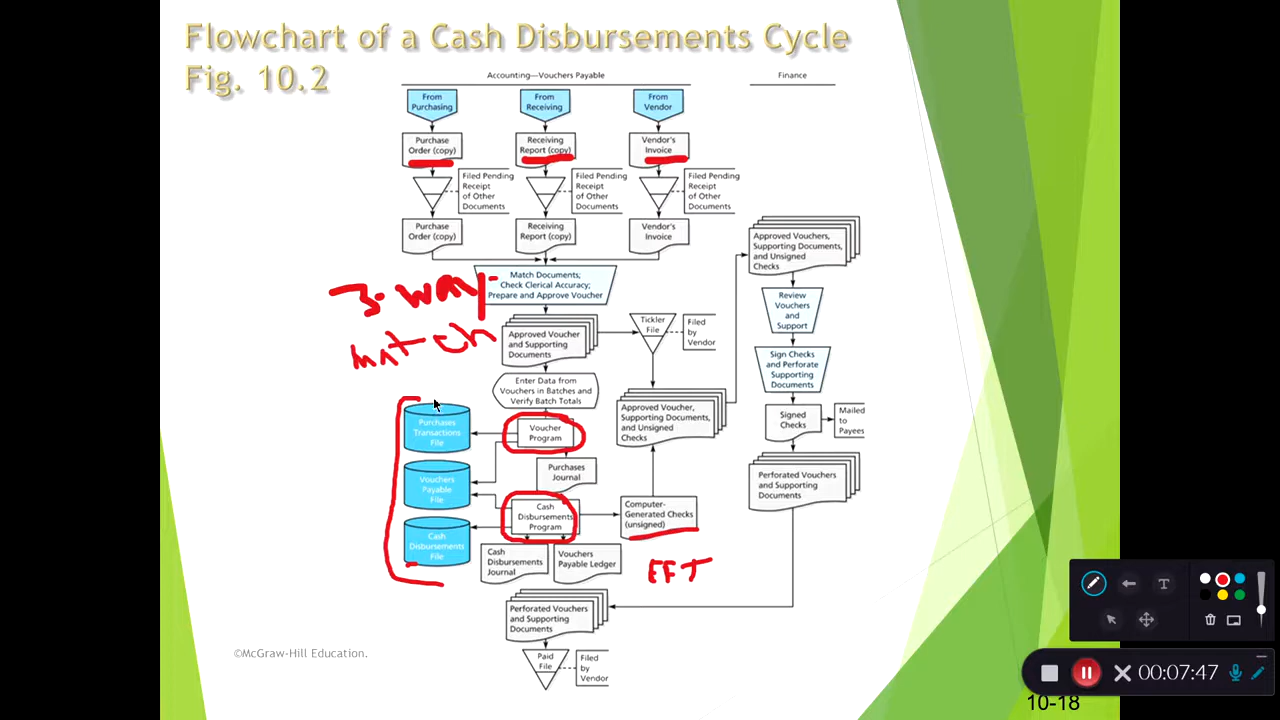 Flowchart of a Cash Disbursements Cycle
Fig. 10.2
Accounting—Vouchers Payable
Finance
From
Purchasing
From
Receiving
From
Vendor
Purchase
Order (copy)
Receiving
Report (copy)
Vendor's
Invoice
Filed Pending
Receipt
of Other
Documents
Filed Pending
Receipt
of Other
Documents
Filed Pending
Receipt
of Other
Documents
Purchase
Order (copy)
Receiving
Report (copy)
Vendor's
Invoice
Match Documents;
Check Clerical Accuracy;
Prepare and Approve Voucher
3-way
match
Approved Voucher
and Supporting
Documents
Tickler
File
Filed
by
Vendor
Enter Data from
Vouchers in Batches and
Verify Batch Totals
Approved Voucher,
Supporting Documents,
and Unsigned
Checks
Purchases
Transactions
File
Voucher
Program
Purchases
Journal
Vouchers
Payable
File
Cash
Disbursements
Program
Computer-
Generated Checks
(unsigned)
Cash
Disbursements
File
Cash
Disbursements
Journal
Vouchers
Payable Ledger
EFT
Approved Vouchers,
Supporting Documents,
and Unsigned
Checks
Review
Vouchers
and
Support
Sign Checks
and Perforate
Supporting
Documents
Signed
Checks
Mailed
to
Payees
Perforated Vouchers
and Supporting
Documents
Perforated Vouchers
and Supporting
Documents
Paid
File
Filed
by
Vendor
©McGraw-Hill Education.
T
00:07:47
10-18